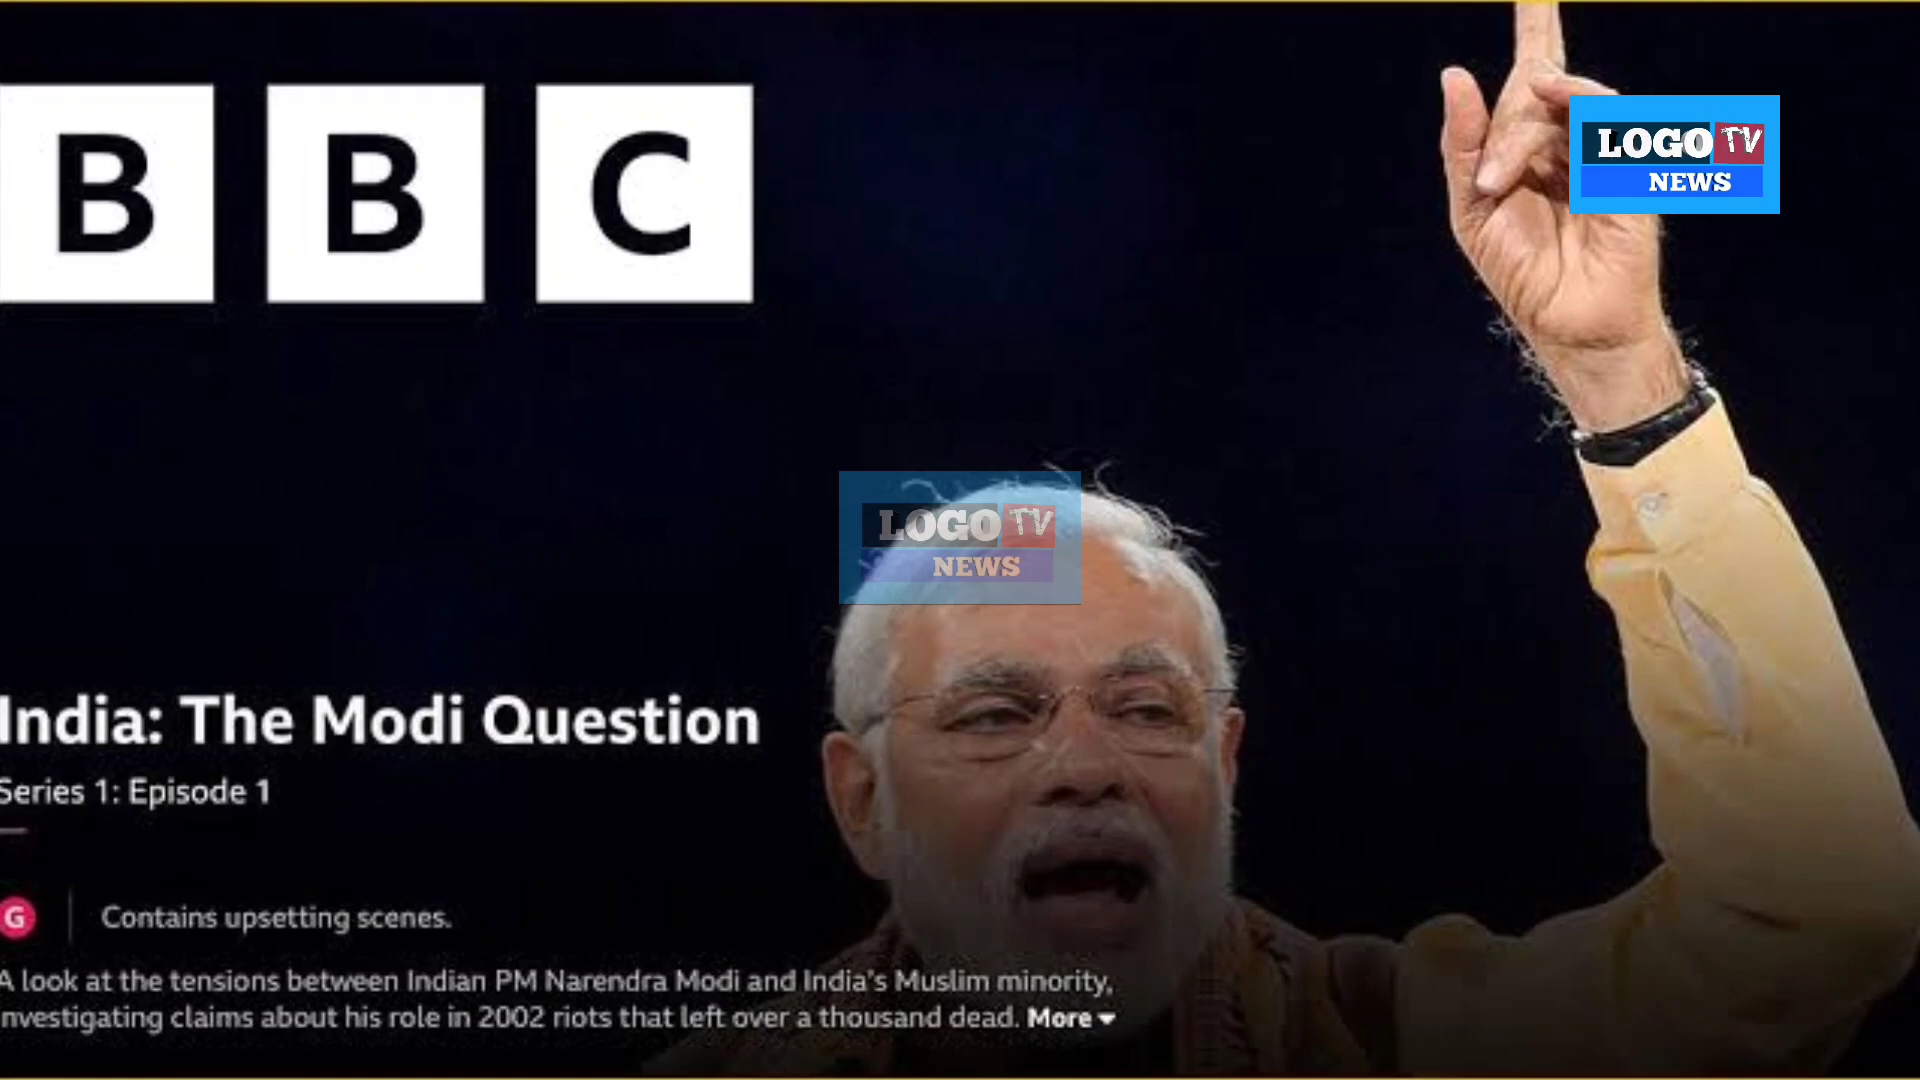 BBC
LOGO TV
NEWS
LOGO TV
NEWS
India: The Modi Question
Series 1: Episode 1
G Contains upsetting scenes.
A look at the tensions between Indian PM Narendra Modi and India's Muslim minority,
investigating claims about his role in 2002 riots that left over a thousand dead. More